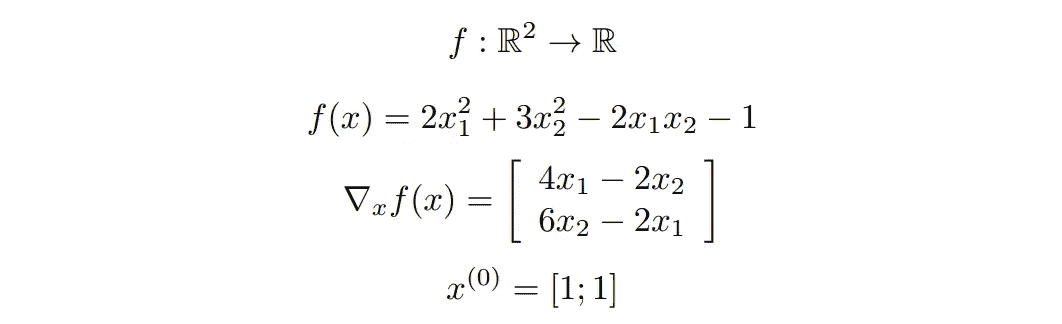 f : ℝ² → ℝ
f(x) = 2x₁² + 3x₂² − 2x₁x₂ − 1
∇ₓf(x) = [ 4x₁ − 2x₂
6x₂ − 2x₁ ]
x⁽⁰⁾ = [1; 1]